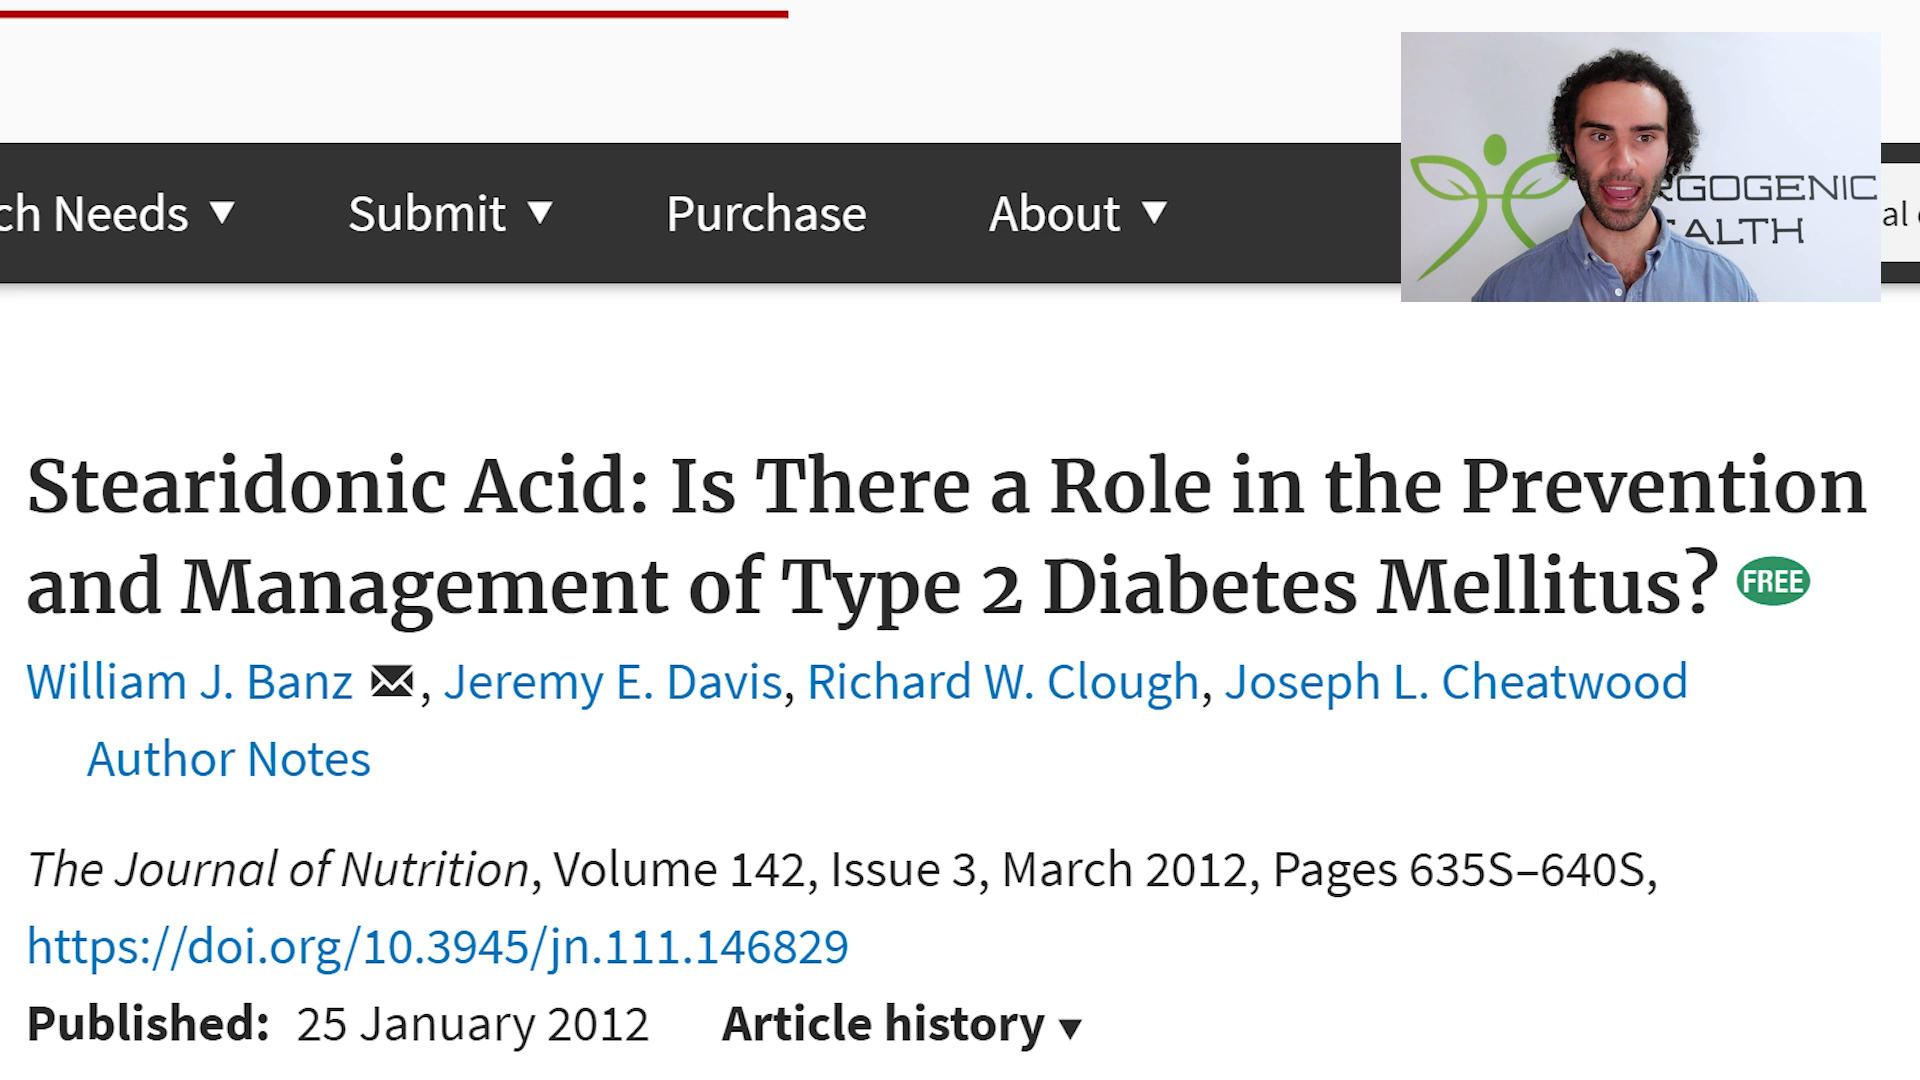 ch Needs ▼ Submit ▼ Purchase About ▼
RGOGENIC
ALTH
al
Stearidonic Acid: Is There a Role in the Prevention
and Management of Type 2 Diabetes Mellitus? FREE
William J. Banz ✉, Jeremy E. Davis, Richard W. Clough, Joseph L. Cheatwood
Author Notes
The Journal of Nutrition, Volume 142, Issue 3, March 2012, Pages 635S–640S,
https://doi.org/10.3945/jn.111.146829
Published: 25 January 2012 Article history ▼